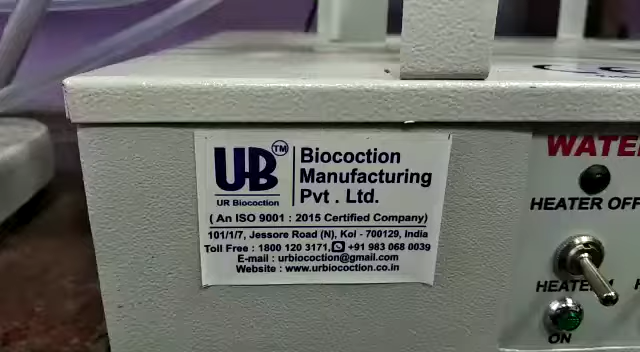 UB TM
UR Biocoction
Biocoction
Manufacturing
Pvt . Ltd.
( An ISO 9001 : 2015 Certified Company)
101/1/7, Jessore Road (N), Kol - 700129, India
Toll Free : 1800 120 3171, +91 983 068 0039
E-mail : urbiocoction@gmail.com
Website : www.urbiocoction.co.in
WATE
HEATER OFF
HEATE
ON